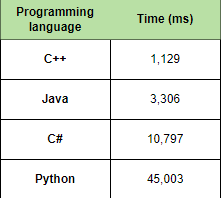 Programming language Time (ms)
C++ 1,129
Java 3,306
C# 10,797
Python 45,003